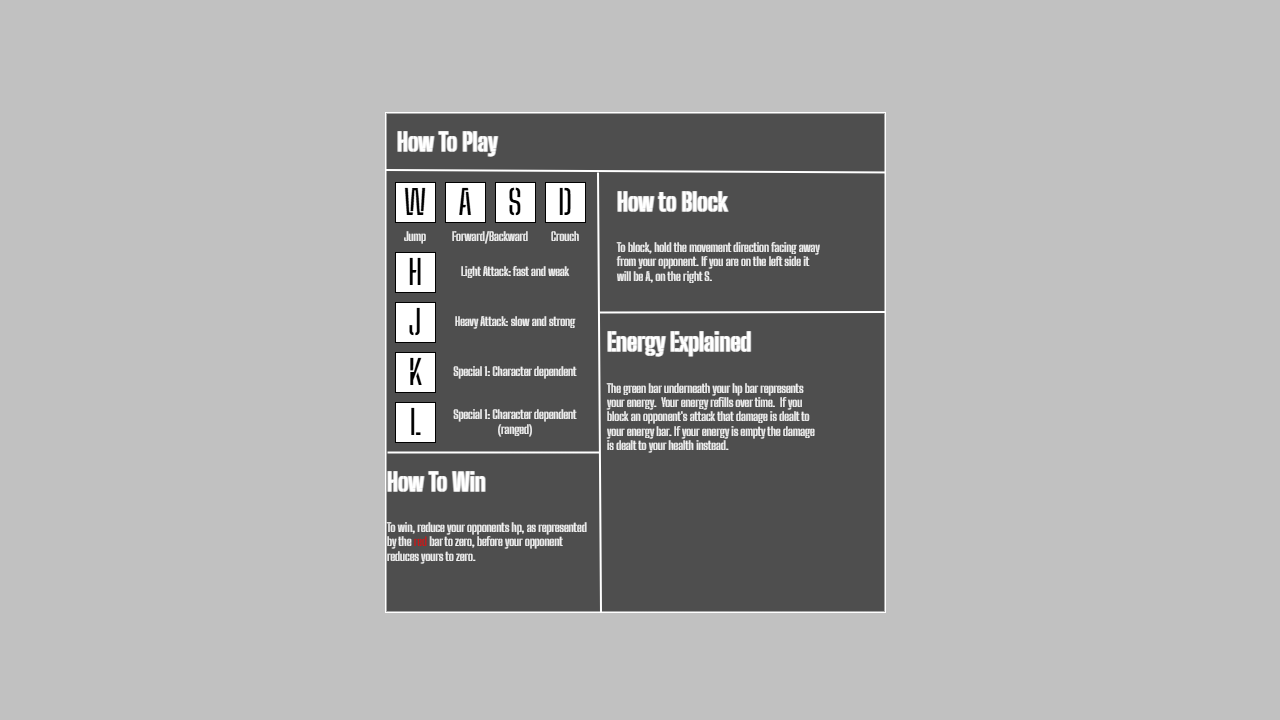 How To Play
W A S D
Jump Forward/Backward Crouch
H Light Attack: fast and weak
J Heavy Attack: slow and strong
K Special 1: Character dependent
L Special 1: Character dependent
(ranged)
How To Win
To win, reduce your opponents hp, as represented
by the bar to zero, before your opponent
reduces yours to zero.
How to Block
To block, hold the movement direction facing away
from your opponent. If you are on the left side it
will be A, on the right S.
Energy Explained
The green bar underneath your hp bar represents
your energy. Your energy refills over time. If you
block an opponent's attack that damage is dealt to
your energy bar. If your energy is empty the damage
is dealt to your health instead.